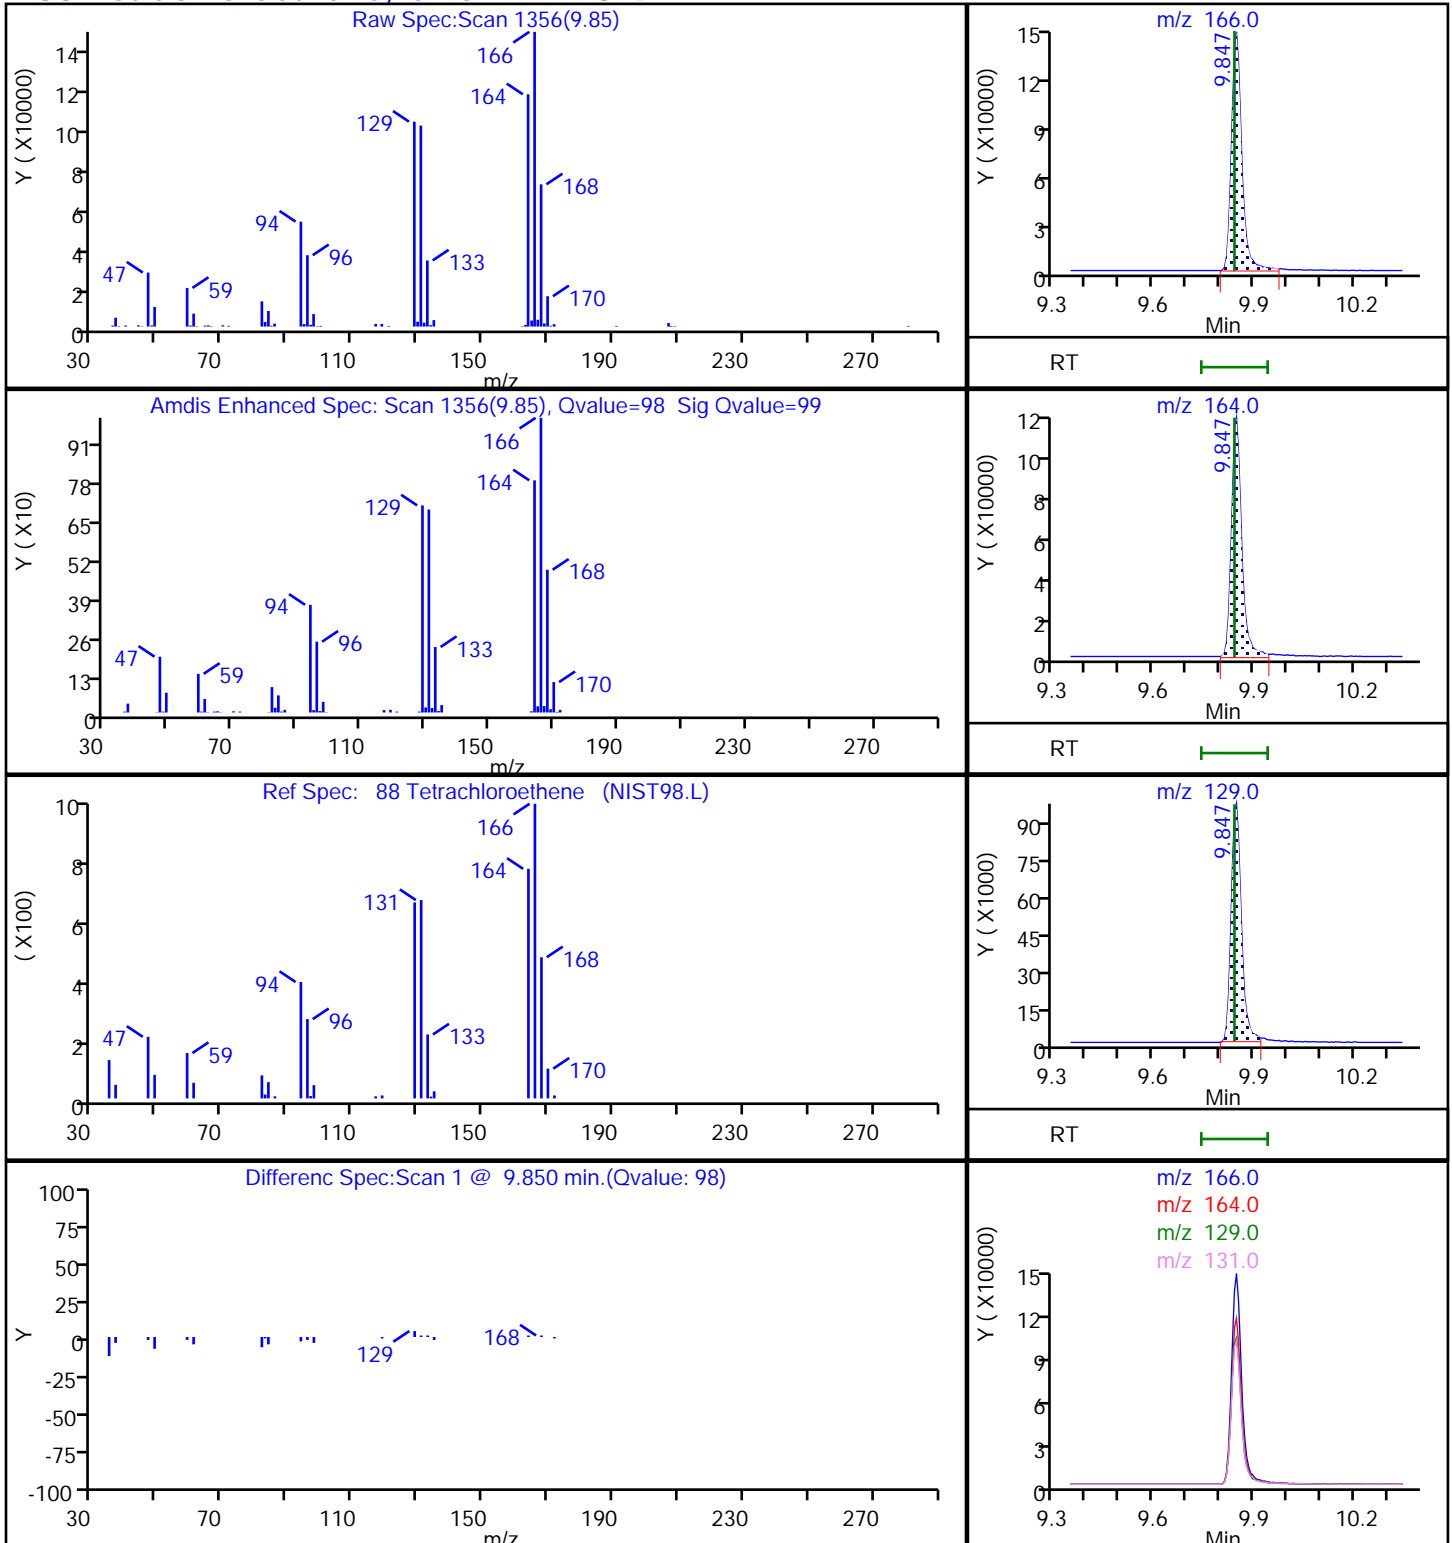 Raw Spec:Scan 1356(9.85)
Y ( X10000)
14
12
10
8
6
4
2
0
166
164
129
168
94
96
133
47
59
170
30 70 110 150 190 230 270
m/z
m/z 166.0
Y ( X10000)
15
12
9
6
3
0
9.847
9.3 9.6 9.9 10.2
Min
RT
Amdis Enhanced Spec: Scan 1356(9.85), Qvalue=98 Sig Qvalue=99
Y ( X10)
91
78
65
52
39
26
13
0
166
164
129
168
94
96
133
47
59
170
30 70 110 150 190 230 270
m/z
m/z 164.0
Y ( X10000)
12
10
8
6
4
2
0
9.847
9.3 9.6 9.9 10.2
Min
RT
Ref Spec: 88 Tetrachloroethene (NIST98.L)
( X100)
10
8
6
4
2
0
166
164
131
168
94
96
133
47
59
170
30 70 110 150 190 230 270
m/z 129.0
Y ( X1000)
90
75
60
45
30
15
0
9.847
9.3 9.6 9.9 10.2
Min
RT
Differenc Spec:Scan 1 @ 9.850 min.(Qvalue: 98)
Y
100
75
50
25
0
-25
-50
-75
-100
129
168
30 70 110 150 190 230 270
m/z
m/z 166.0
m/z 164.0
m/z 129.0
m/z 131.0
Y ( X10000)
15
12
9
6
3
0
9.3 9.6 9.9 10.2
Min